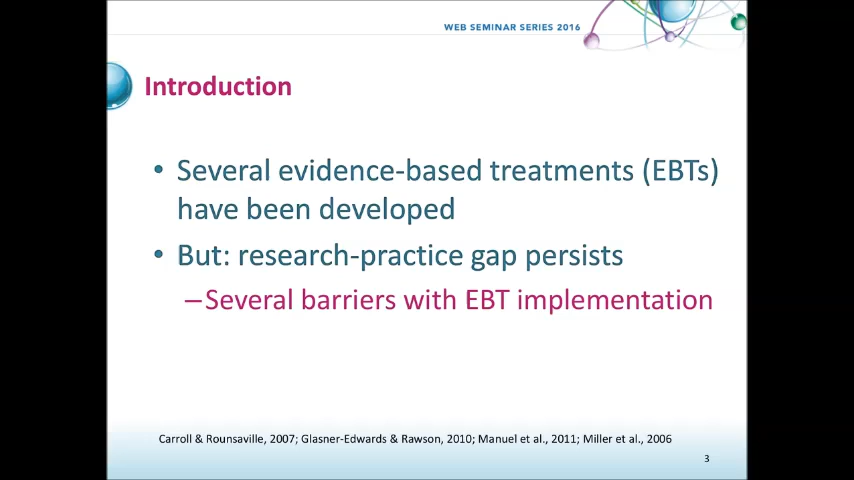 WEB SEMINAR SERIES 2016
Introduction
• Several evidence-based treatments (EBTs)
have been developed
• But: research-practice gap persists
–Several barriers with EBT implementation
Carroll & Rounsaville, 2007; Glasner-Edwards & Rawson, 2010; Manuel et al., 2011; Miller et al., 2006
3